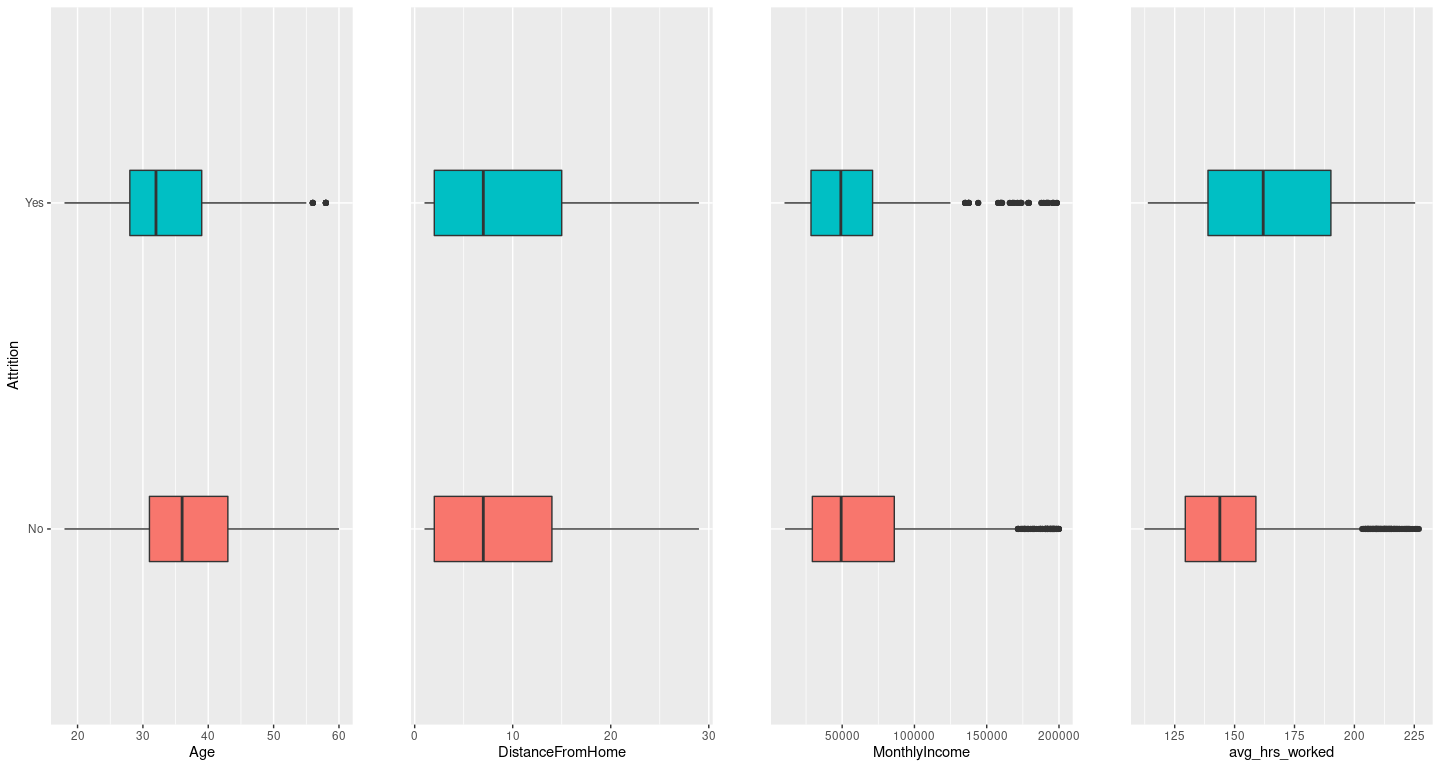 Attrition
Yes
No
20 30 40 50 60
Age
0 10 20 30
DistanceFromHome
50000 100000 150000 200000
MonthlyIncome
125 150 175 200 225
avg_hrs_worked